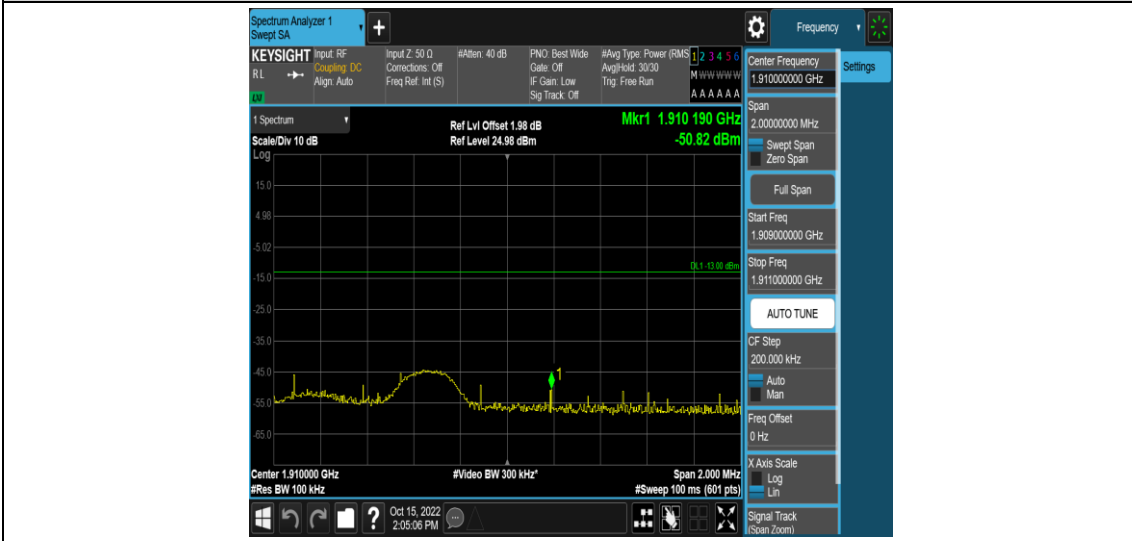 Spectrum Analyzer 1
Swept SA
+
Frequency
KEYSIGHT
RL
Input: RF
Coupling: DC
Align: Auto
Input Z: 50 Ω
Corrections: Off
Freq Ref: Int (S)
#Atten: 40 dB
PNO: Best Wide
Gate: Off
IF Gain: Low
Sig Track: Off
#Avg Type: Power (RMS
Avg|Hold: 30/30
Trig: Free Run
1 2 3 4 5 6
M W W W W W
A A A A A A
1 Spectrum
Scale/Div 10 dB
Ref Lvl Offset 1.98 dB
Ref Level 24.98 dBm
Mkr1 1.910 190 GHz
-50.82 dBm
Log
15.0
4.98
-5.02
-15.0
-25.0
-35.0
-45.0
-55.0
-65.0
DL1 -13.00 dBm
1
Center 1.910000 GHz
#Res BW 100 kHz
#Video BW 300 kHz*
Span 2.000 MHz
#Sweep 100 ms (601 pts)
?
Oct 15, 2022
2:05:06 PM
Center Frequency
1.910000000 GHz
Settings
Span
2.00000000 MHz
Swept Span
Zero Span
Full Span
Start Freq
1.909000000 GHz
Stop Freq
1.911000000 GHz
AUTO TUNE
CF Step
200.000 kHz
Auto
Man
Freq Offset
0 Hz
X Axis Scale
Log
Lin
Signal Track
(Span Zoom)